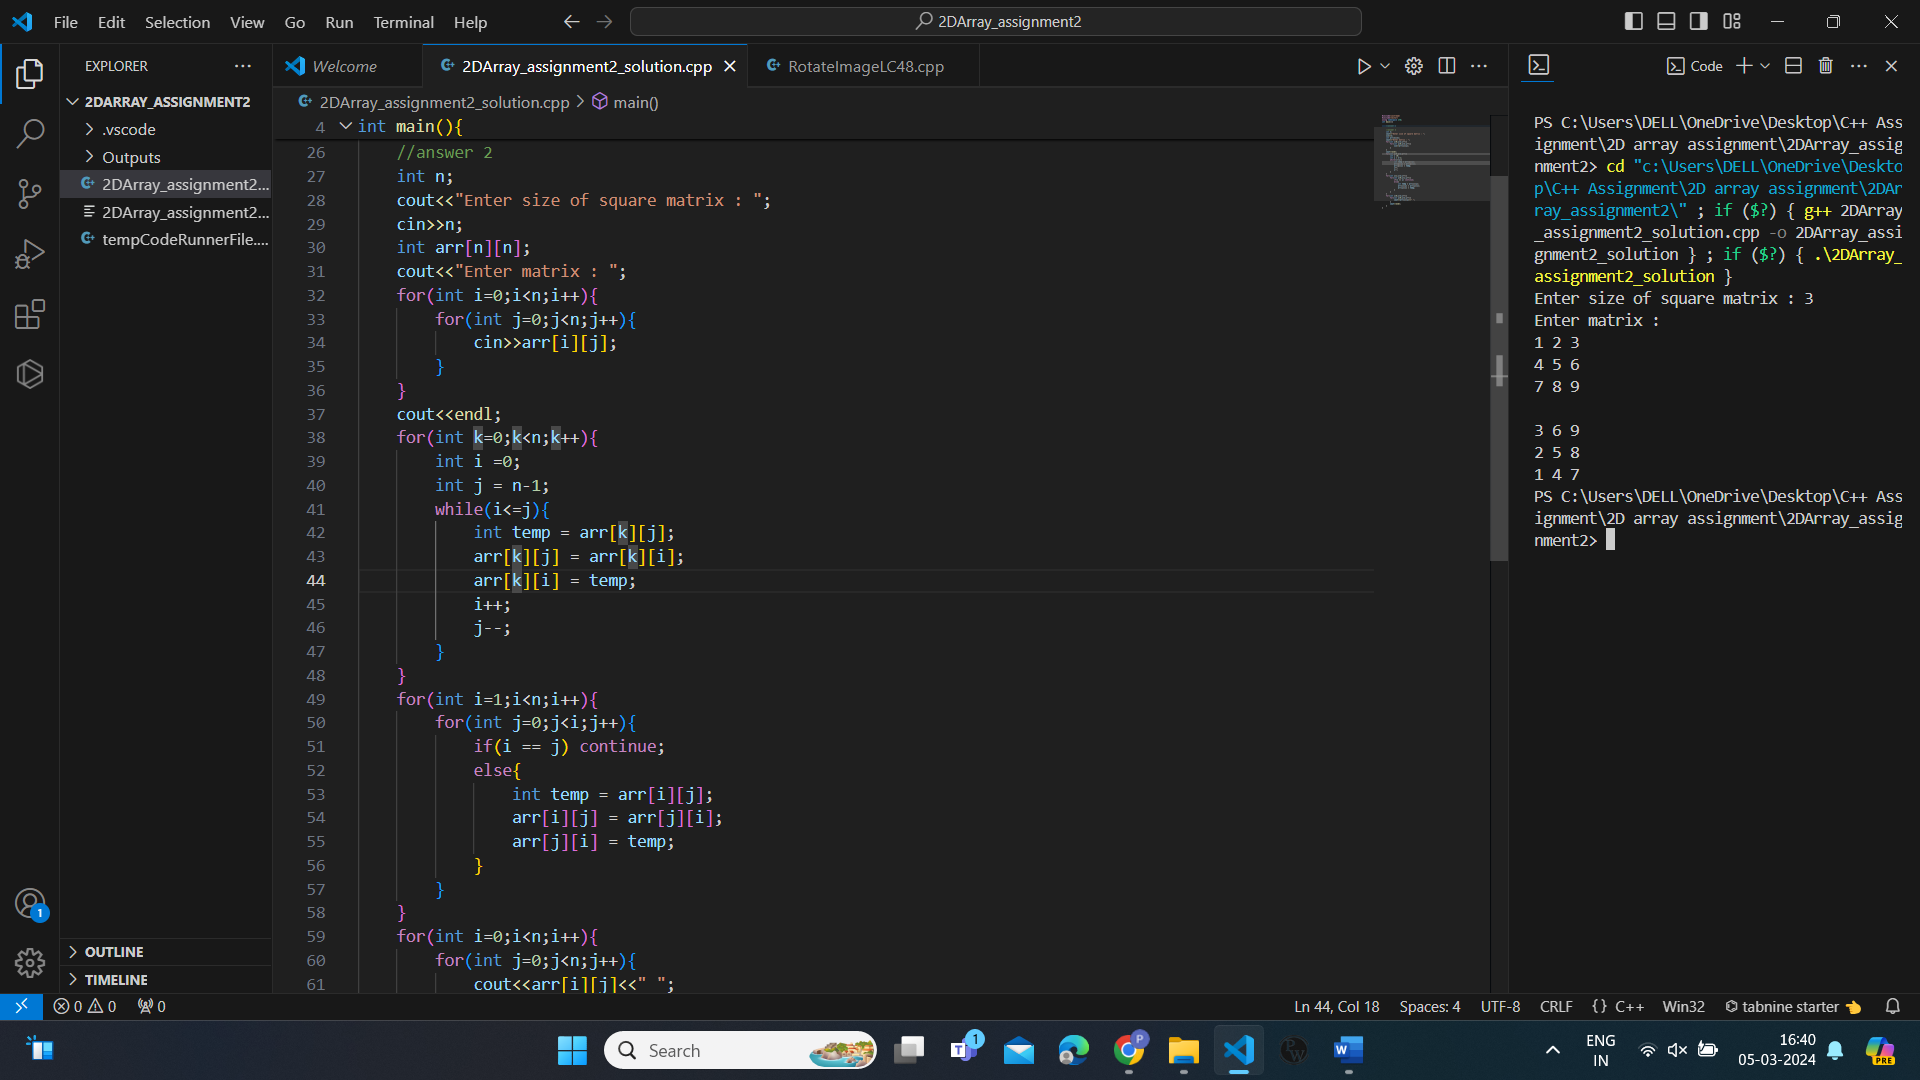 File Edit Selection View Go Run Terminal Help
2DArray_assignment2
EXPLORER
2DARRAY_ASSIGNMENT2
.vscode
Outputs
2DArray_assignment2...
2DArray_assignment2...
tempCodeRunnerFile....
OUTLINE
TIMELINE
Welcome
2DArray_assignment2_solution.cpp
RotateImageLC48.cpp
2DArray_assignment2_solution.cpp > main()
4 int main(){
26 //answer 2
27 int n;
28 cout<<"Enter size of square matrix : ";
29 cin>>n;
30 int arr[n][n];
31 cout<<"Enter matrix : ";
32 for(int i=0;i<n;i++){
33 for(int j=0;j<n;j++){
34 cin>>arr[i][j];
35 }
36 }
37 cout<<endl;
38 for(int k=0;k<n;k++){
39 int i =0;
40 int j = n-1;
41 while(i<=j){
42 int temp = arr[k][j];
43 arr[k][j] = arr[k][i];
44 arr[k][i] = temp;
45 i++;
46 j--;
47 }
48 }
49 for(int i=1;i<n;i++){
50 for(int j=0;j<i;j++){
51 if(i == j) continue;
52 else{
53 int temp = arr[i][j];
54 arr[i][j] = arr[j][i];
55 arr[j][i] = temp;
56 }
57 }
58 }
59 for(int i=0;i<n;i++){
60 for(int j=0;j<n;j++){
61 cout<<arr[i][j]<<" ";
Code
PS C:\Users\DELL\OneDrive\Desktop\C++ Ass
ignment\2D array assignment\2DArray_assig
nment2> cd "c:\Users\DELL\OneDrive\Deskto
p\C++ Assignment\2D array assignment\2DAr
ray_assignment2\" ; if ($?) { g++ 2DArray
_assignment2_solution.cpp -o 2DArray_assi
gnment2_solution } ; if ($?) { .\2DArray_
assignment2_solution }
Enter size of square matrix : 3
Enter matrix :
1 2 3
4 5 6
7 8 9
3 6 9
2 5 8
1 4 7
PS C:\Users\DELL\OneDrive\Desktop\C++ Ass
ignment\2D array assignment\2DArray_assig
nment2>
1
0 0 0
Ln 44, Col 18 Spaces: 4 UTF-8 CRLF {} C++ Win32 tabnine starter
Search
1
P
W
PRE
ENG
IN
16:40
05-03-2024